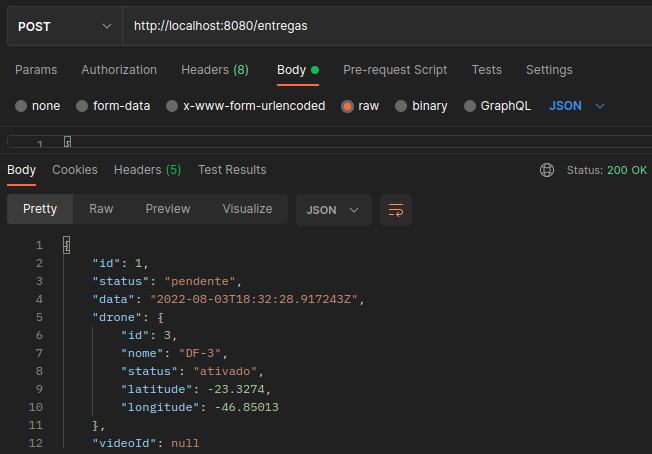 POST http://localhost:8080/entregas
Params Authorization Headers (8) Body Pre-request Script Tests Settings
none form-data x-www-form-urlencoded raw binary GraphQL JSON
1 {
Body Cookies Headers (5) Test Results Status: 200 OK
Pretty Raw Preview Visualize JSON
1 {
2 "id": 1,
3 "status": "pendente",
4 "data": "2022-08-03T18:32:28.917243Z",
5 "drone": {
6 "id": 3,
7 "nome": "DF-3",
8 "status": "ativado",
9 "latitude": -23.3274,
10 "longitude": -46.85013
11 },
12 "videoId": null